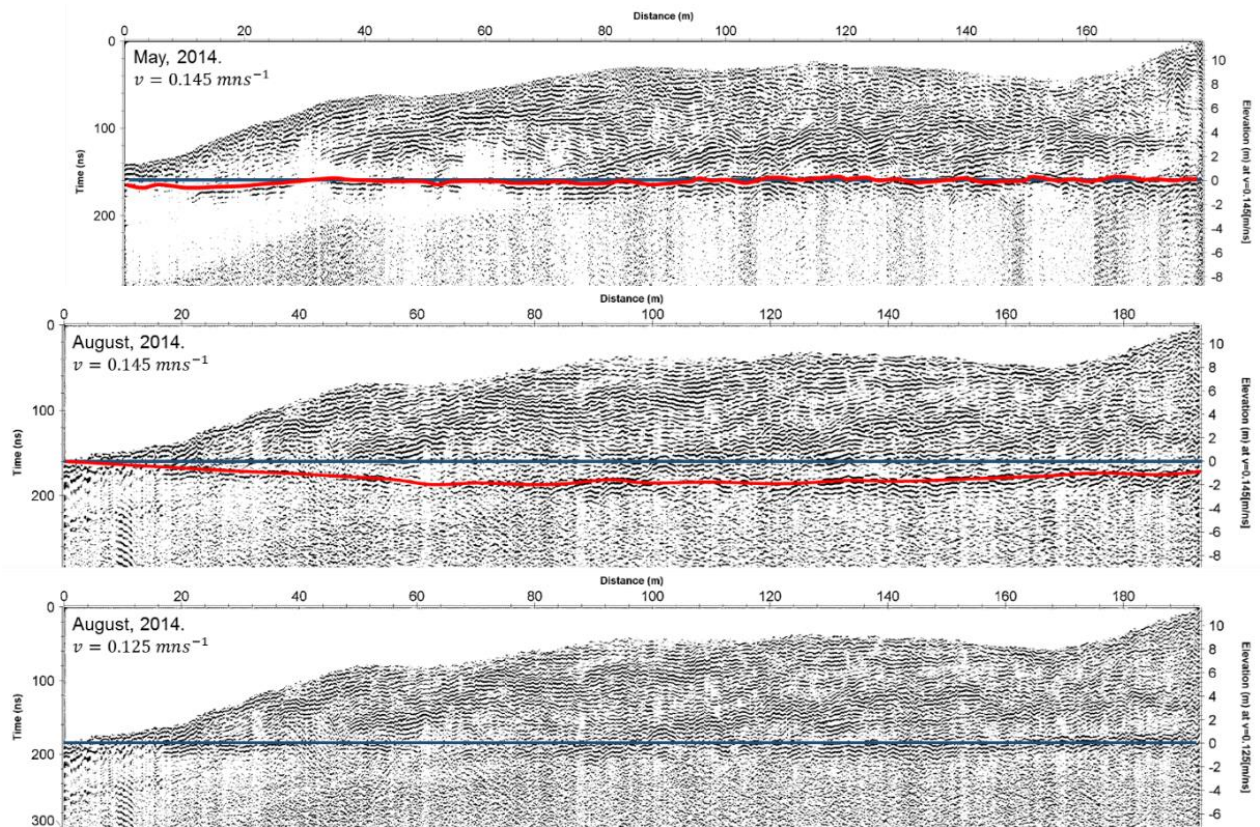 Distance (m)
0 20 40 60 80 100 120 140 160
0
May, 2014.
v = 0.145 mns⁻¹
100
200
Time (ns)
10
8
6
4
2
0
-2
-4
-6
-8
Elevation (m) at v=0.145[m/ns]
Distance (m)
0 20 40 60 80 100 120 140 160 180
0
August, 2014.
v = 0.145 mns⁻¹
100
200
Time (ns)
10
8
6
4
2
0
-2
-4
-6
-8
Elevation (m) at v=0.145[m/ns]
Distance (m)
0 20 40 60 80 100 120 140 160 180
0
August, 2014.
v = 0.125 mns⁻¹
100
200
300
Time (ns)
10
8
6
4
2
0
-2
-4
-6
Elevation (m) at v=0.125[m/ns]